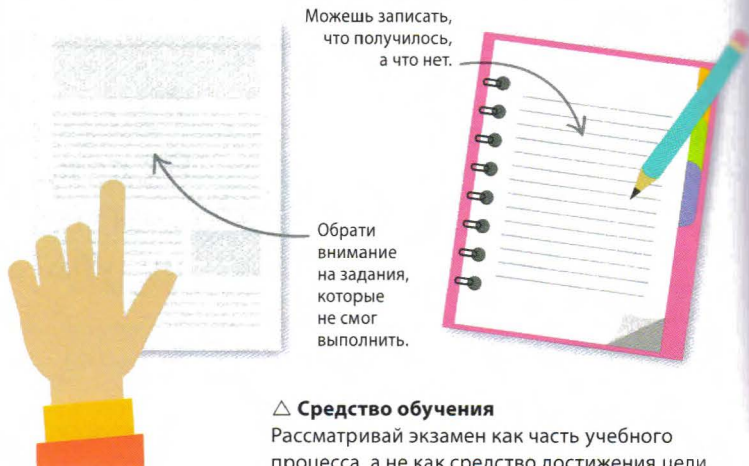 Можешь записать,
что получилось,
а что нет.
Обрати
внимание
на задания,
которые
не смог
выполнить.
△ Средство обучения
Рассматривай экзамен как часть учебного
процесса, а не как средство достижения цели